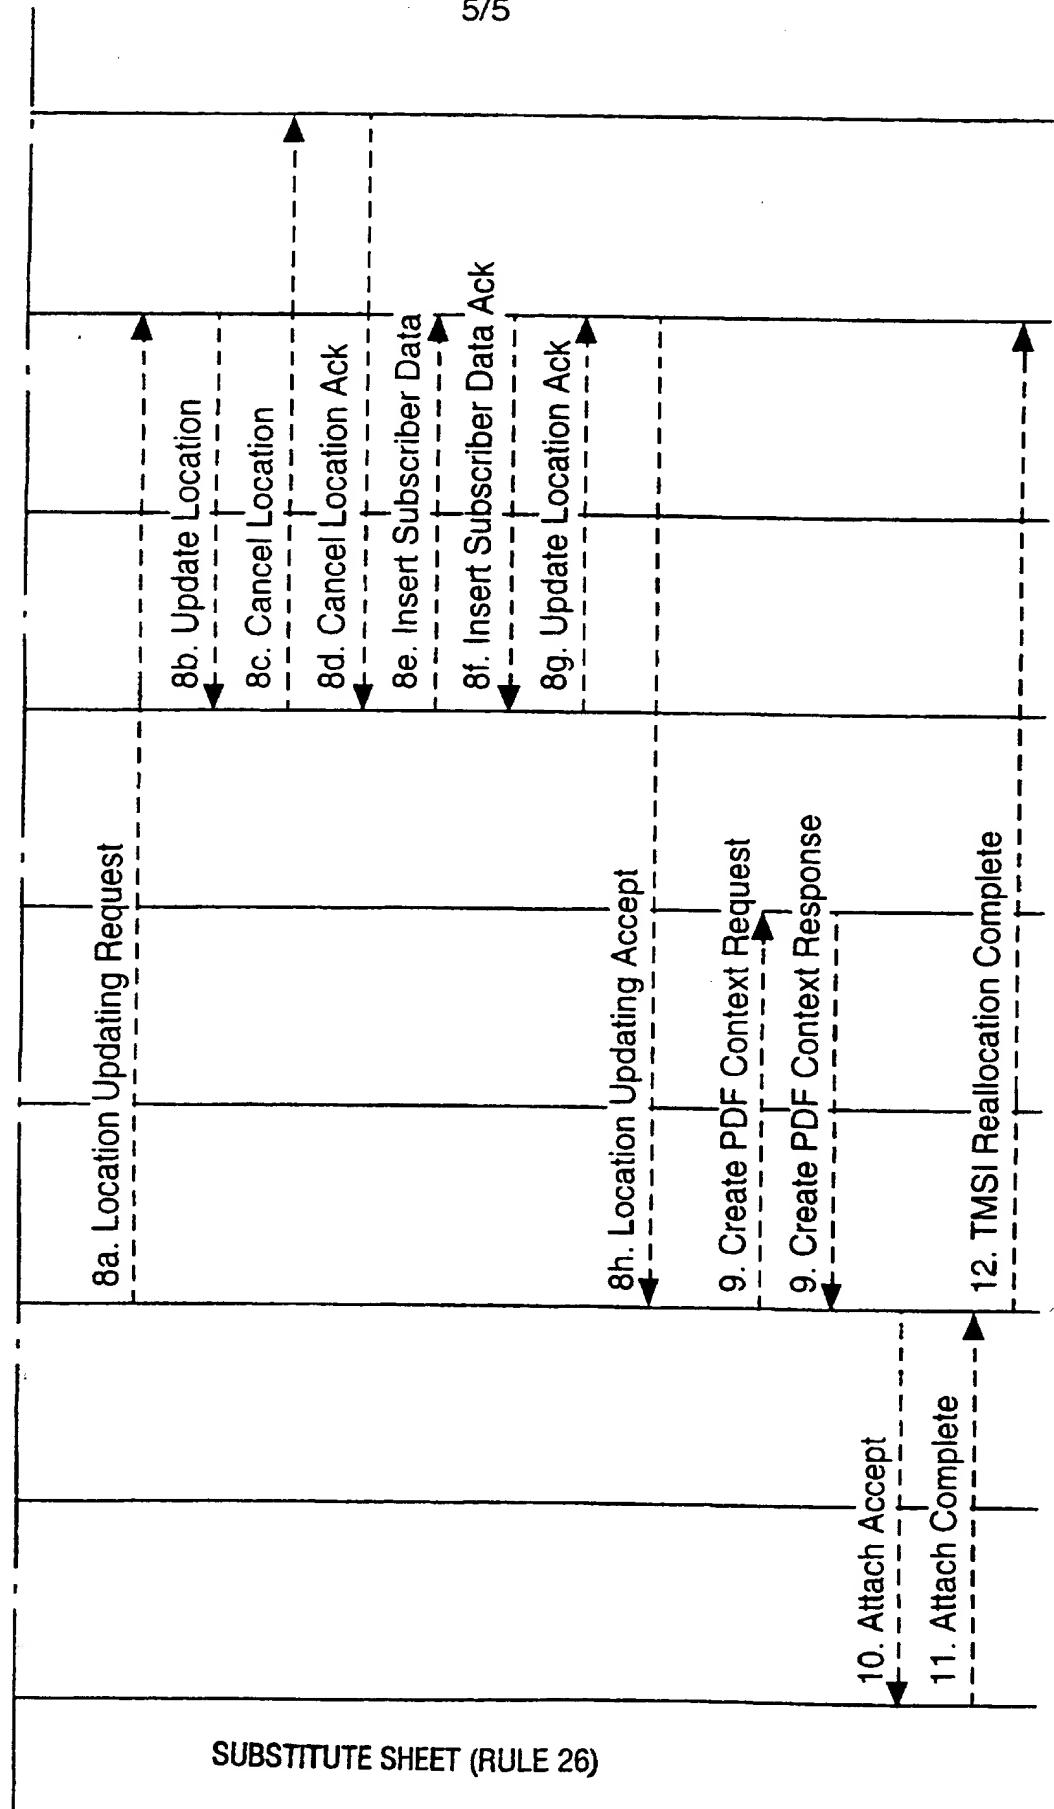 5/5
8a. Location Updating Request
8b. Update Location
8c. Cancel Location
8d. Cancel Location Ack
8e. Insert Subscriber Data
8f. Insert Subscriber Data Ack
8g. Update Location Ack
8h. Location Updating Accept
9. Create PDF Context Request
9. Create PDF Context Response
10. Attach Accept
11. Attach Complete
12. TMSI Reallocation Complete
SUBSTITUTE SHEET (RULE 26)